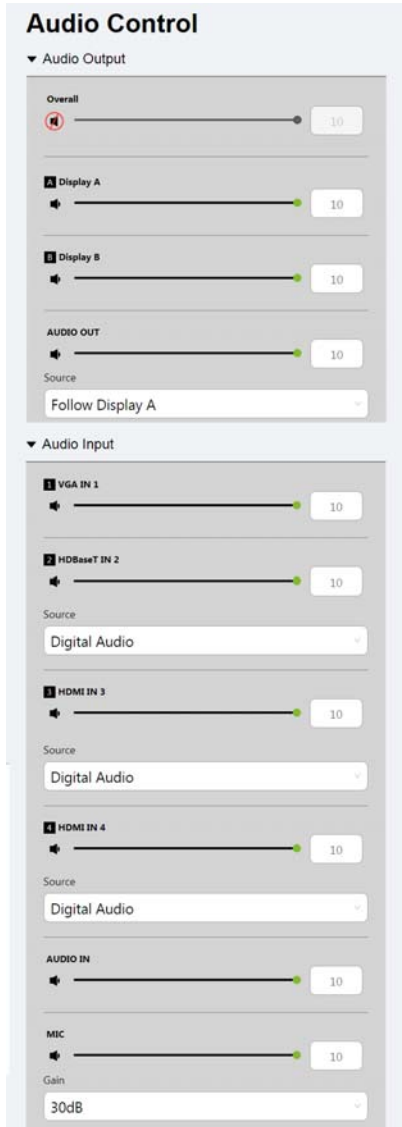 Audio Control
Audio Output
Overall
10
A Display A
10
B Display B
10
AUDIO OUT
10
Source
Follow Display A
Audio Input
1 VGA IN 1
10
2 HDBaseT IN 2
10
Source
Digital Audio
3 HDMI IN 3
10
Source
Digital Audio
4 HDMI IN 4
10
Source
Digital Audio
AUDIO IN
10
MIC
10
Gain
30dB